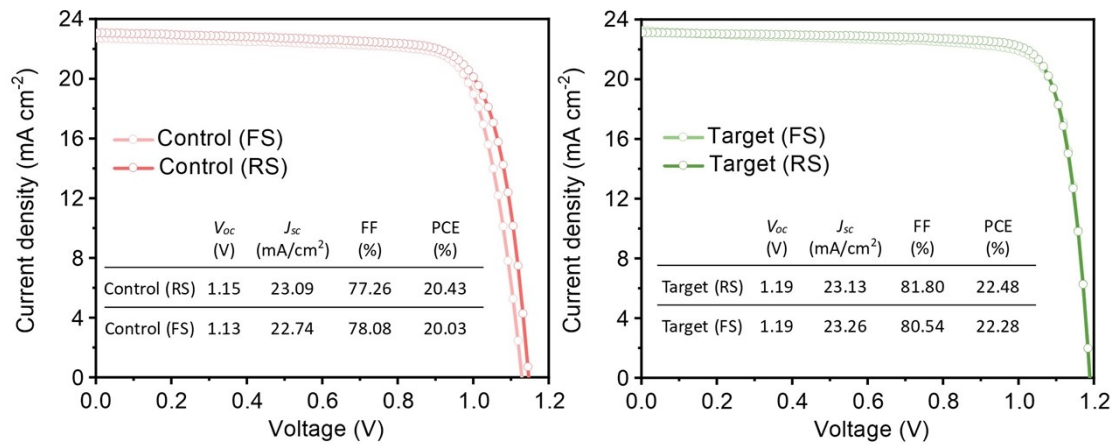 Current density (mA cm-2)
24
20
16
12
8
4
0
Control (FS)
Control (RS)
Voc Jsc FF PCE
(V) (mA/cm2) (%) (%)
Control (RS) 1.15 23.09 77.26 20.43
Control (FS) 1.13 22.74 78.08 20.03
0.0 0.2 0.4 0.6 0.8 1.0 1.2
Voltage (V)
Current density (mA cm-2)
24
20
16
12
8
4
0
Target (FS)
Target (RS)
Voc Jsc FF PCE
(V) (mA/cm2) (%) (%)
Target (RS) 1.19 23.13 81.80 22.48
Target (FS) 1.19 23.26 80.54 22.28
0.0 0.2 0.4 0.6 0.8 1.0 1.2
Voltage (V)